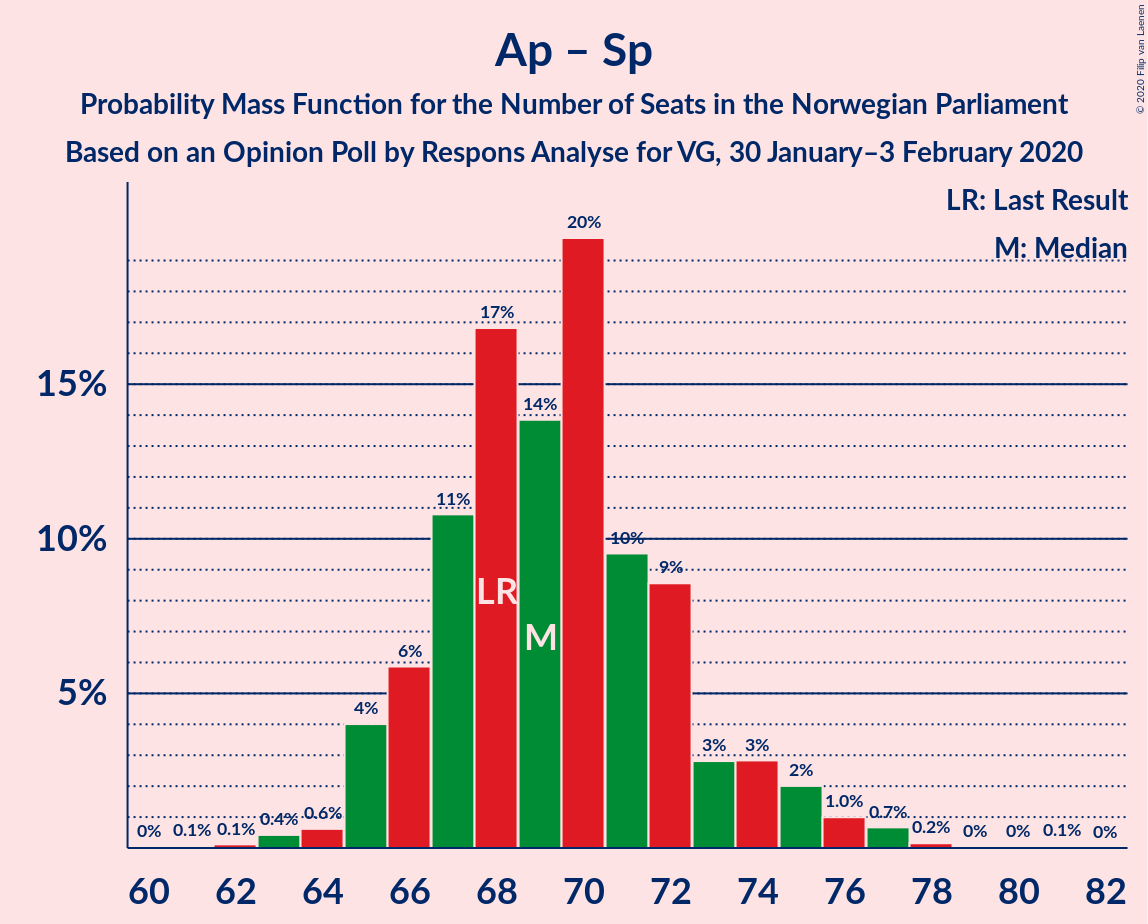 Ap – Sp
Probability Mass Function for the Number of Seats in the Norwegian Parliament
Based on an Opinion Poll by Respons Analyse for VG, 30 January–3 February 2020
© 2020 Filip van Laenen
LR: Last Result
M: Median
15%
10%
5%
0%
0.1%
0.1%
0.4%
0.6%
4%
6%
11%
17%
14%
20%
10%
9%
3%
3%
2%
1.0%
0.7%
0.2%
0%
0%
0.1%
0%
LR
M
60 62 64 66 68 70 72 74 76 78 80 82